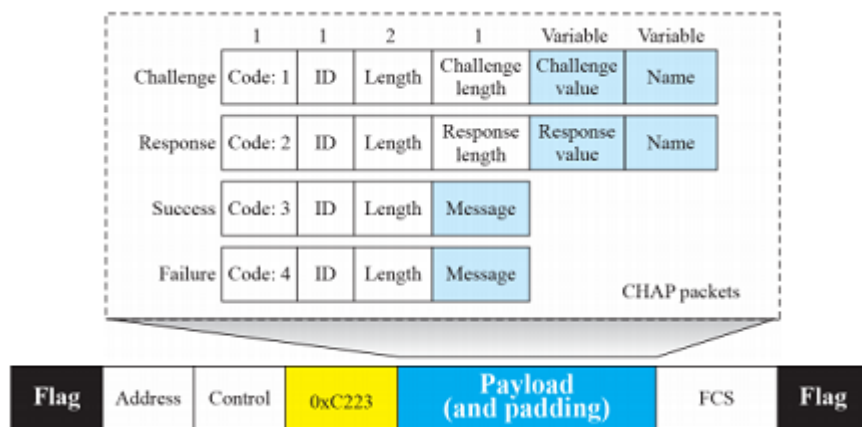 1 1 2 1 Variable Variable
Challenge Code: 1 ID Length Challenge length Challenge value Name
Response Code: 2 ID Length Response length Response value Name
Success Code: 3 ID Length Message
Failure Code: 4 ID Length Message
CHAP packets
Flag Address Control 0xC223 Payload (and padding) FCS Flag